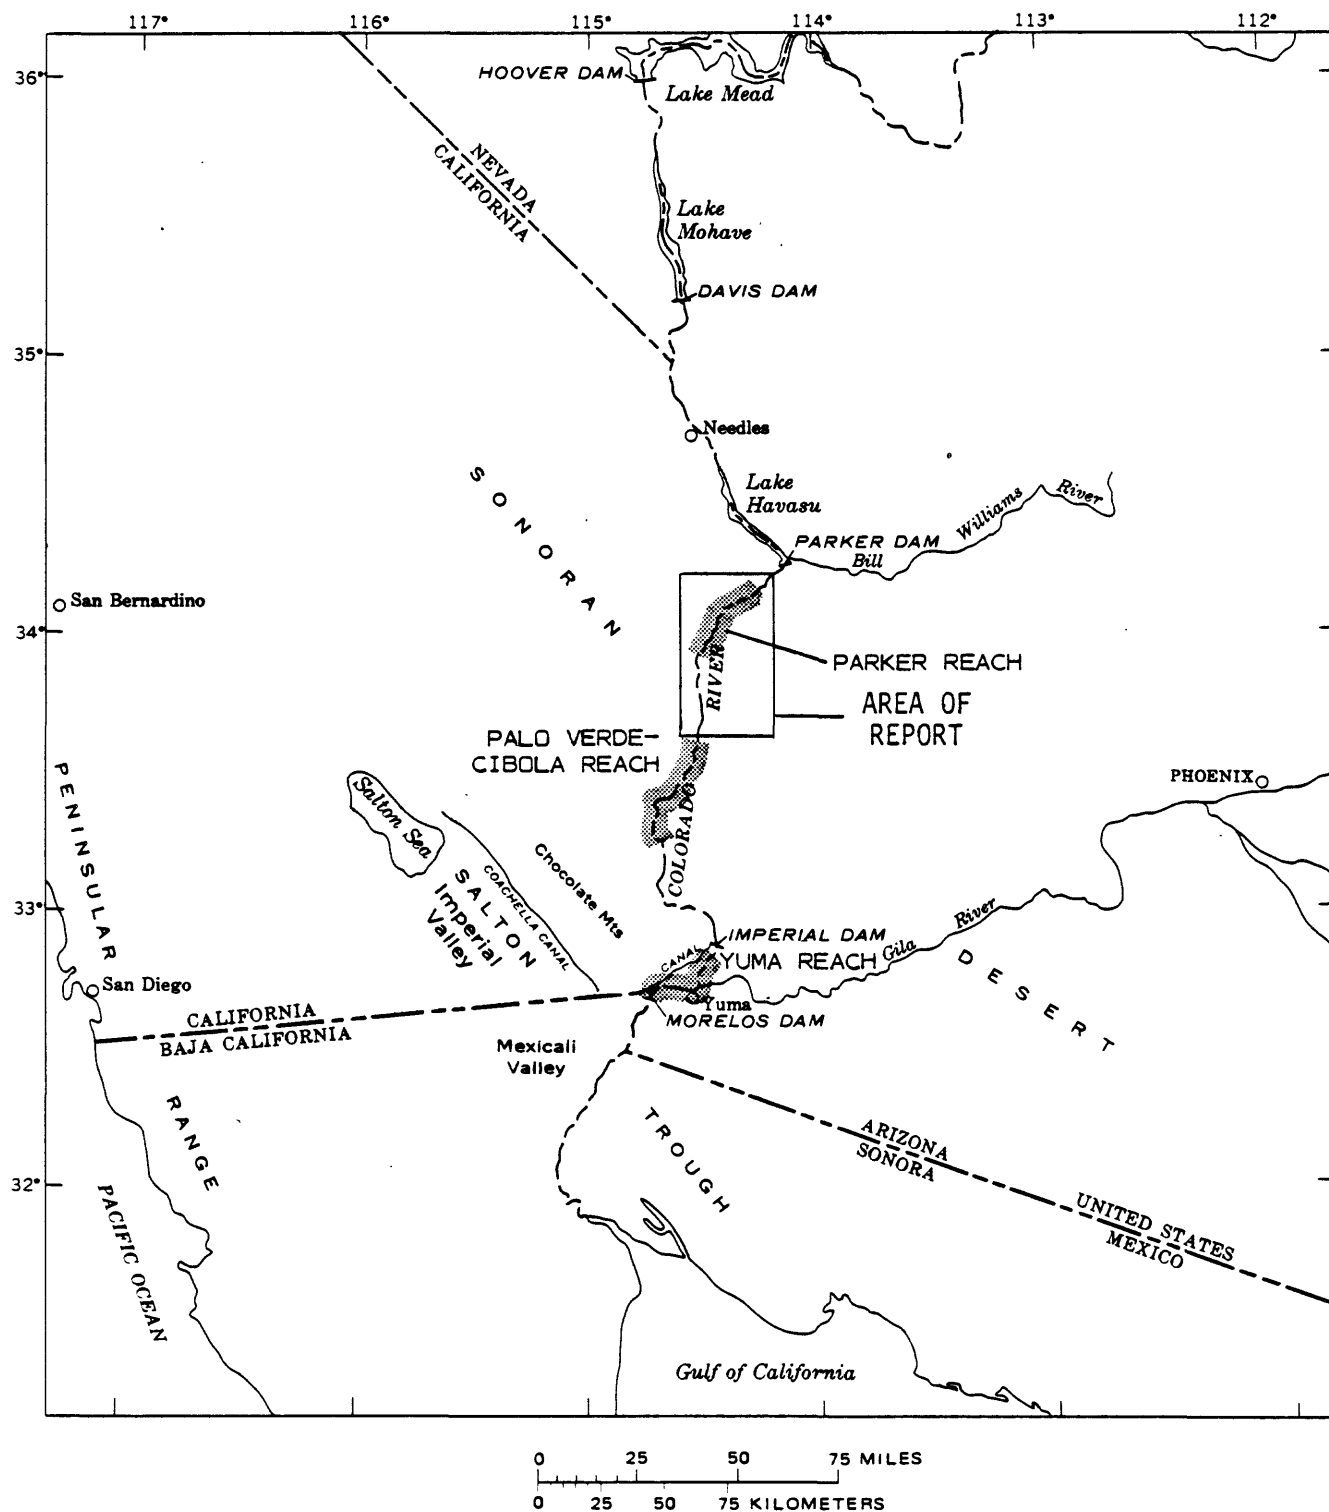 117° 116° 115° 114° 113° 112°
36°
HOOVER DAM
Lake Mead
NEVADA
CALIFORNIA
Lake
Mohave
DAVIS DAM
35°
Needles
SONORAN
Lake
Havasu
Bill Williams River
PARKER DAM
San Bernardino
34°
RIVER
PARKER REACH
AREA OF
REPORT
PALO VERDE-
CIBOLA REACH
PHOENIX
PENINSULAR
Salton Sea
COLORADO
Chocolate Mts
COACHELLA CANAL
SALTON
Imperial
Valley
33°
IMPERIAL DAM
CANAL
YUMA REACH
Gila River
DESERT
San Diego
Yuma
MORELOS DAM
CALIFORNIA
BAJA CALIFORNIA
Mexicali
Valley
RANGE
TROUGH
ARIZONA
SONORA
32°
PACIFIC OCEAN
UNITED STATES
MEXICO
Gulf of California
0 25 50 75 MILES
0 25 50 75 KILOMETERS